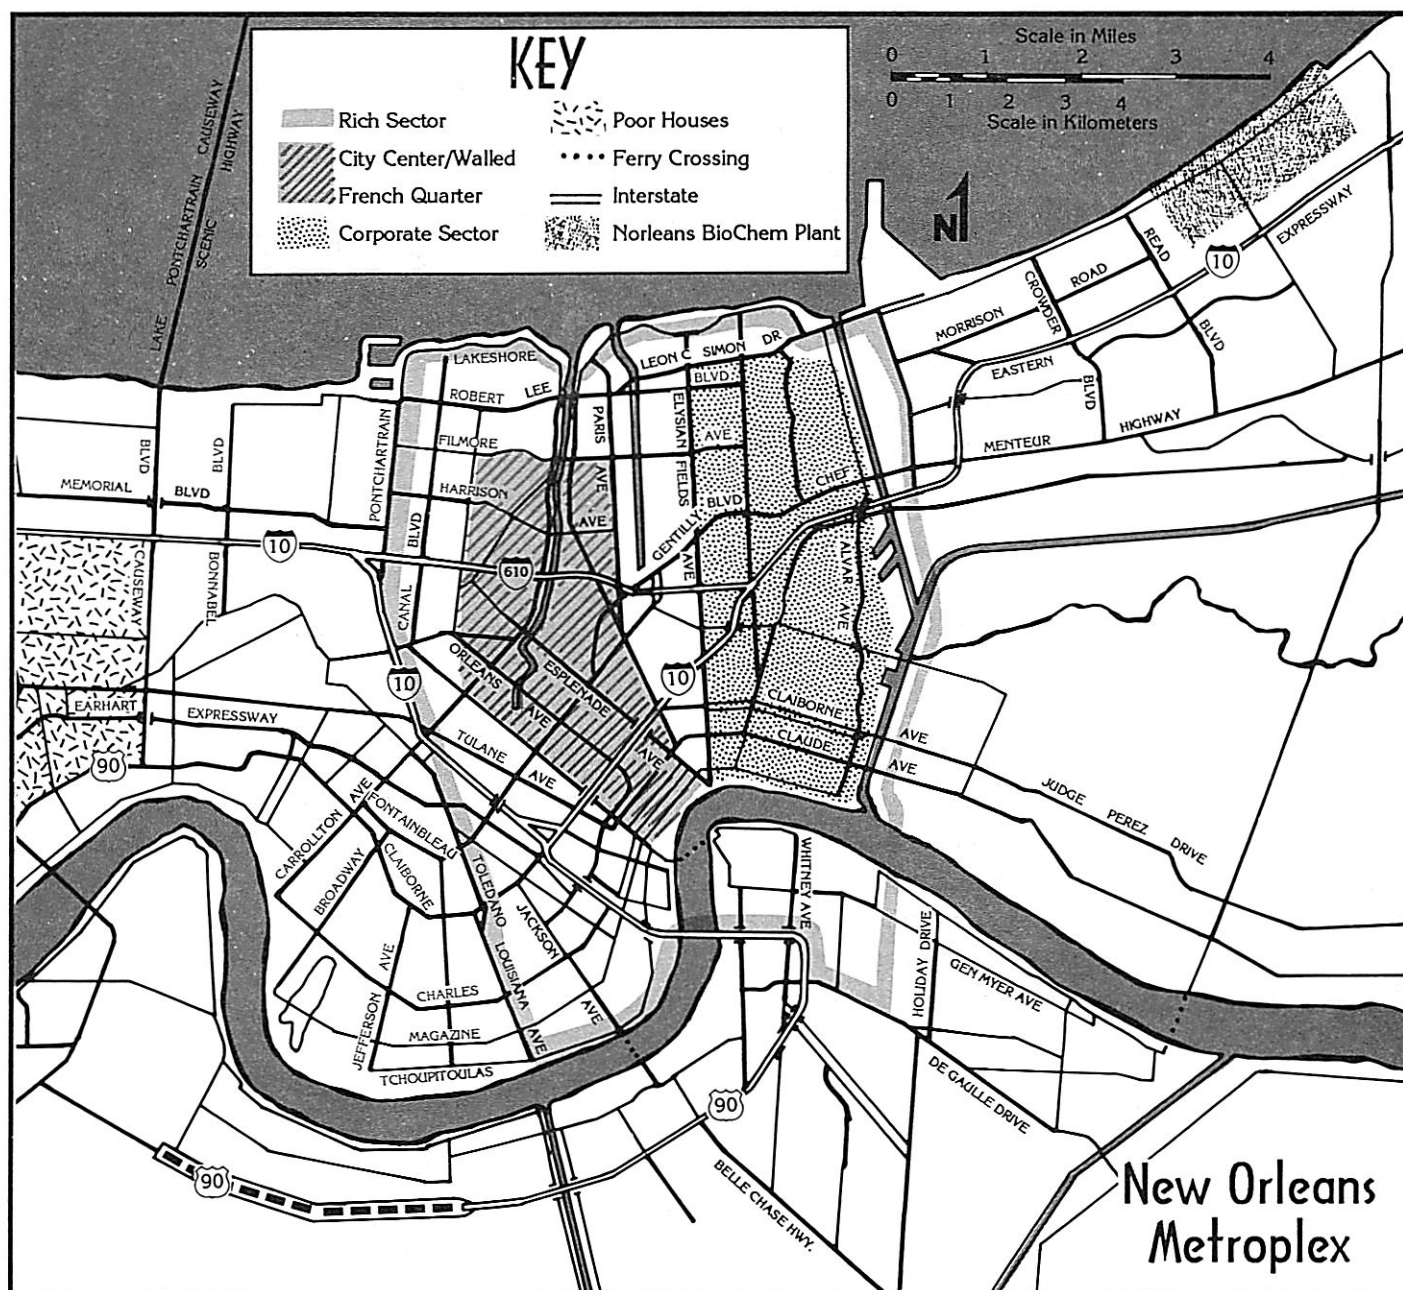 KEY
Rich Sector
City Center/Walled
French Quarter
Corporate Sector
Poor Houses
Ferry Crossing
Interstate
Norleans BioChem Plant
Scale in Miles
0 1 2 3 4
0 1 2 3 4
Scale in Kilometers
N
LAKE PONTCHARTRAIN CAUSEWAY
SCENIC HIGHWAY
LAKESHORE
ROBERT LEE
LEON C SIMON DR
BLVD
FILMORE
AVE
HARRISON
AVE
PARIS
AVE
ELYSIAN FIELDS
AVE
GENTILLY BLVD
CHEF
MENTEUR
HIGHWAY
MORRISON
ROAD
CROWDER
BLVD
READ
BLVD
EASTERN
EXPRESSWAY
10
MEMORIAL
BLVD
BLVD
CAUSEWAY
BLVD
BONNABEL
PONTCHARTRAIN
BLVD
CANAL
BLVD
10
610
10
10
ALVAR AVE
ORLEANS
AVE
ESPLENADE
AVE
TULANE
AVE
CLAIBORNE
AVE
CLAUDE
AVE
JUDGE
PEREZ
DRIVE
EARHART
EXPRESSWAY
90
CARROLLTON AVE
FONTAINBLEAU
BROADWAY
CLAIBORNE
TOLEDANO
LOUISIANA
AVE
JACKSON
AVE
JEFFERSON AVE
CHARLES
MAGAZINE
TCHOUPITOULAS
WHITNEY AVE
HOLIDAY DRIVE
GEN MYER AVE
DE GAULLE DRIVE
90
90
BELLE CHASE HWY.
New Orleans
Metroplex